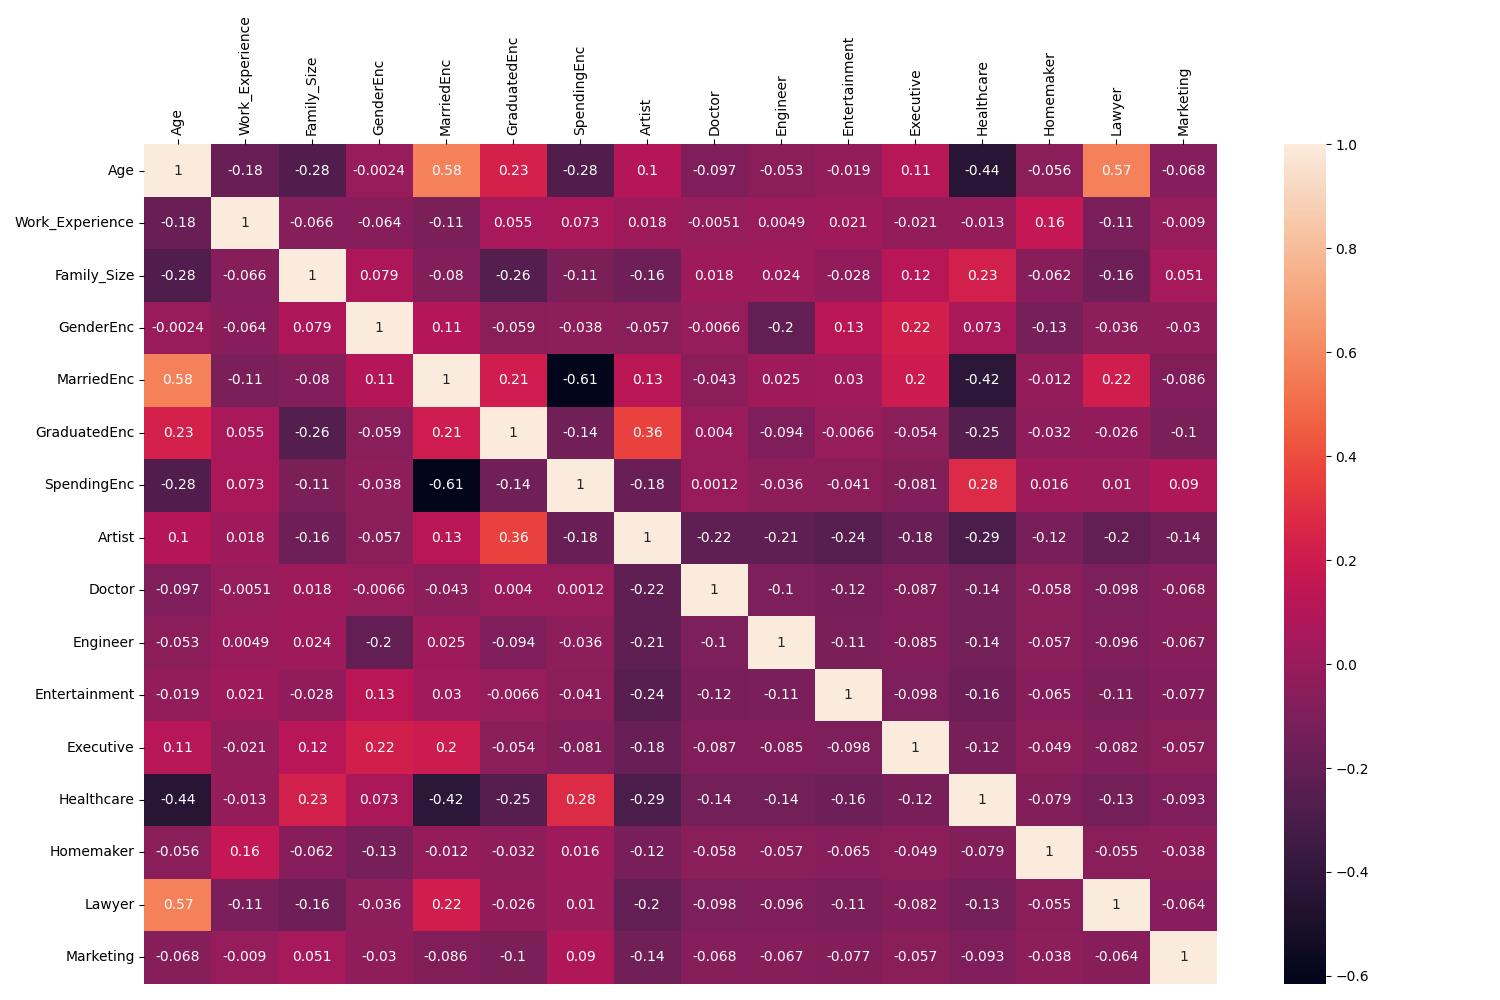 Age Work_Experience Family_Size GenderEnc MarriedEnc GraduatedEnc SpendingEnc Artist Doctor Engineer Entertainment Executive Healthcare Homemaker Lawyer Marketing
Age 1 -0.18 -0.28 -0.0024 0.58 0.23 -0.28 0.1 -0.097 -0.053 -0.019 0.11 -0.44 -0.056 0.57 -0.068
Work_Experience -0.18 1 -0.066 -0.064 -0.11 0.055 0.073 0.018 -0.0051 0.0049 0.021 -0.021 -0.013 0.16 -0.11 -0.009
Family_Size -0.28 -0.066 1 0.079 -0.08 -0.26 -0.11 -0.16 0.018 0.024 -0.028 0.12 0.23 -0.062 -0.16 0.051
GenderEnc -0.0024 -0.064 0.079 1 0.11 -0.059 -0.038 -0.057 -0.0066 -0.2 0.13 0.22 0.073 -0.13 -0.036 -0.03
MarriedEnc 0.58 -0.11 -0.08 0.11 1 0.21 -0.61 0.13 -0.043 0.025 0.03 0.2 -0.42 -0.012 0.22 -0.086
GraduatedEnc 0.23 0.055 -0.26 -0.059 0.21 1 -0.14 0.36 0.004 -0.094 -0.0066 -0.054 -0.25 -0.032 -0.026 -0.1
SpendingEnc -0.28 0.073 -0.11 -0.038 -0.61 -0.14 1 -0.18 0.0012 -0.036 -0.041 -0.081 0.28 0.016 0.01 0.09
Artist 0.1 0.018 -0.16 -0.057 0.13 0.36 -0.18 1 -0.22 -0.21 -0.24 -0.18 -0.29 -0.12 -0.2 -0.14
Doctor -0.097 -0.0051 0.018 -0.0066 -0.043 0.004 0.0012 -0.22 1 -0.1 -0.12 -0.087 -0.14 -0.058 -0.098 -0.068
Engineer -0.053 0.0049 0.024 -0.2 0.025 -0.094 -0.036 -0.21 -0.1 1 -0.11 -0.085 -0.14 -0.057 -0.096 -0.067
Entertainment -0.019 0.021 -0.028 0.13 0.03 -0.0066 -0.041 -0.24 -0.12 -0.11 1 -0.098 -0.16 -0.065 -0.11 -0.077
Executive 0.11 -0.021 0.12 0.22 0.2 -0.054 -0.081 -0.18 -0.087 -0.085 -0.098 1 -0.12 -0.049 -0.082 -0.057
Healthcare -0.44 -0.013 0.23 0.073 -0.42 -0.25 0.28 -0.29 -0.14 -0.14 -0.16 -0.12 1 -0.079 -0.13 -0.093
Homemaker -0.056 0.16 -0.062 -0.13 -0.012 -0.032 0.016 -0.12 -0.058 -0.057 -0.065 -0.049 -0.079 1 -0.055 -0.038
Lawyer 0.57 -0.11 -0.16 -0.036 0.22 -0.026 0.01 -0.2 -0.098 -0.096 -0.11 -0.082 -0.13 -0.055 1 -0.064
Marketing -0.068 -0.009 0.051 -0.03 -0.086 -0.1 0.09 -0.14 -0.068 -0.067 -0.077 -0.057 -0.093 -0.038 -0.064 1
1.0
0.8
0.6
0.4
0.2
0.0
−0.2
−0.4
−0.6